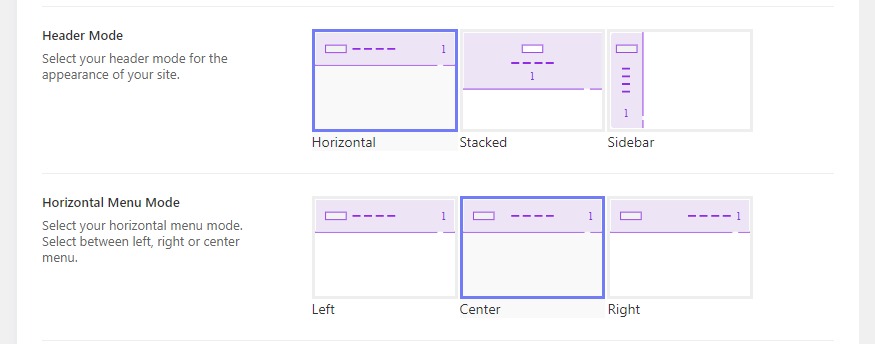 Header Mode
Select your header mode for the
appearance of your site.
1
1
1
Horizontal
Stacked
Sidebar
Horizontal Menu Mode
Select your horizontal menu mode.
Select between left, right or center
menu.
1
1
1
Left
Center
Right